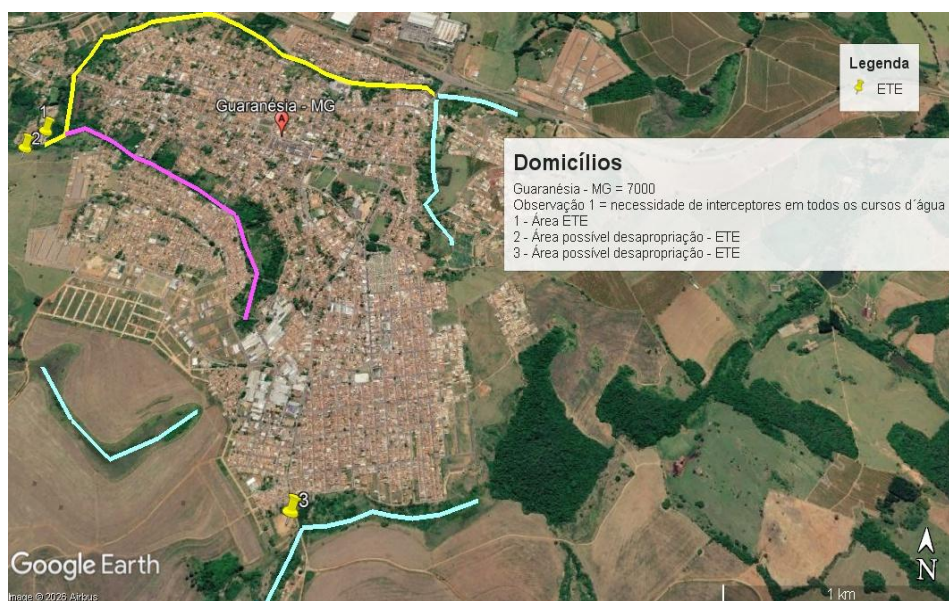 Legenda
ETE
Guaranésia - MG
A
1
2
Domicílios
Guaranésia - MG = 7000
Observação 1 = necessidade de interceptores em todos os cursos d´água
1 - Área ETE
2 - Área possível desapropriação - ETE
3 - Área possível desapropriação - ETE
3
Google Earth
Image © 2026 Airbus
N
1 km